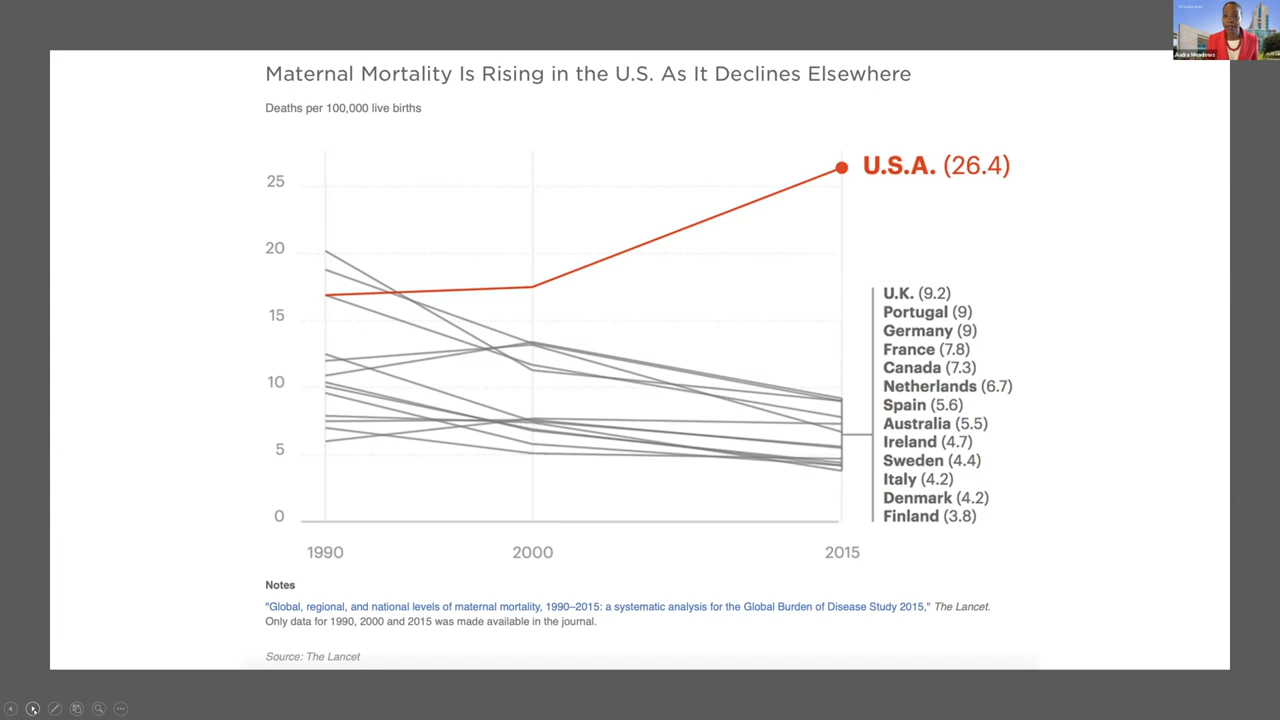 Maternal Mortality Is Rising in the U.S. As It Declines Elsewhere
Deaths per 100,000 live births
25
20
15
10
5
0
1990
2000
2015
U.S.A. (26.4)
U.K. (9.2)
Portugal (9)
Germany (9)
France (7.8)
Canada (7.3)
Netherlands (6.7)
Spain (5.6)
Australia (5.5)
Ireland (4.7)
Sweden (4.4)
Italy (4.2)
Denmark (4.2)
Finland (3.8)
Notes
"Global, regional, and national levels of maternal mortality, 1990–2015: a systematic analysis for the Global Burden of Disease Study 2015," The Lancet.
Only data for 1990, 2000 and 2015 was made available in the journal.
Source: The Lancet
Audra Meadows